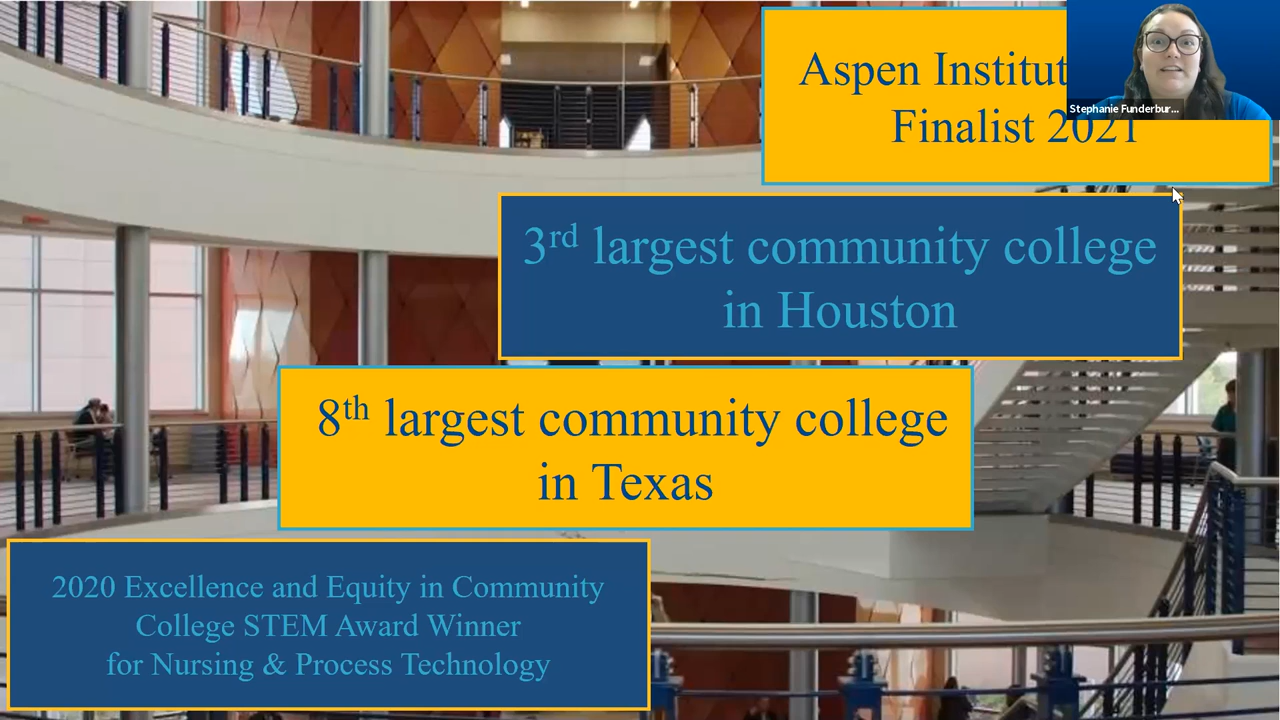 Aspen Institut
Finalist 2021
Stephanie Funderbur...
3rd largest community college
in Houston
8th largest community college
in Texas
2020 Excellence and Equity in Community
College STEM Award Winner
for Nursing & Process Technology